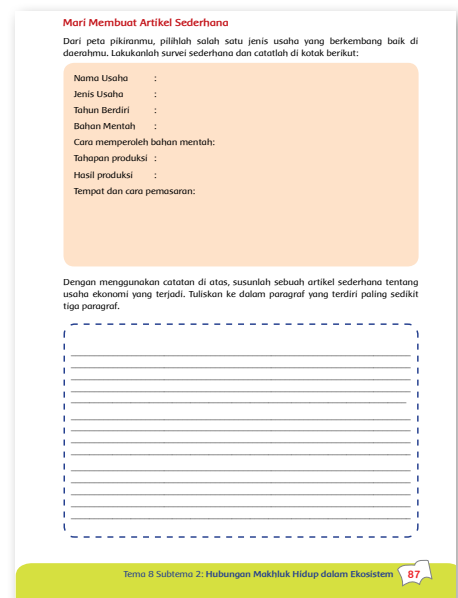 Mari Membuat Artikel Sederhana
Dari peta pikiranmu, pilihlah salah satu jenis usaha yang berkembang baik di
daerahmu. Lakukanlah survei sederhana dan catatlah di kotak berikut:
Nama Usaha :
Jenis Usaha :
Tahun Berdiri :
Bahan Mentah :
Cara memperoleh bahan mentah:
Tahapan produksi :
Hasil produksi :
Tempat dan cara pemasaran:
Dengan menggunakan catatan di atas, susunlah sebuah artikel sederhana tentang
usaha ekonomi yang terjadi. Tuliskan ke dalam paragraf yang terdiri paling sedikit
tiga paragraf.
Tema 8 Subtema 2: Hubungan Makhluk Hidup dalam Ekosistem 87